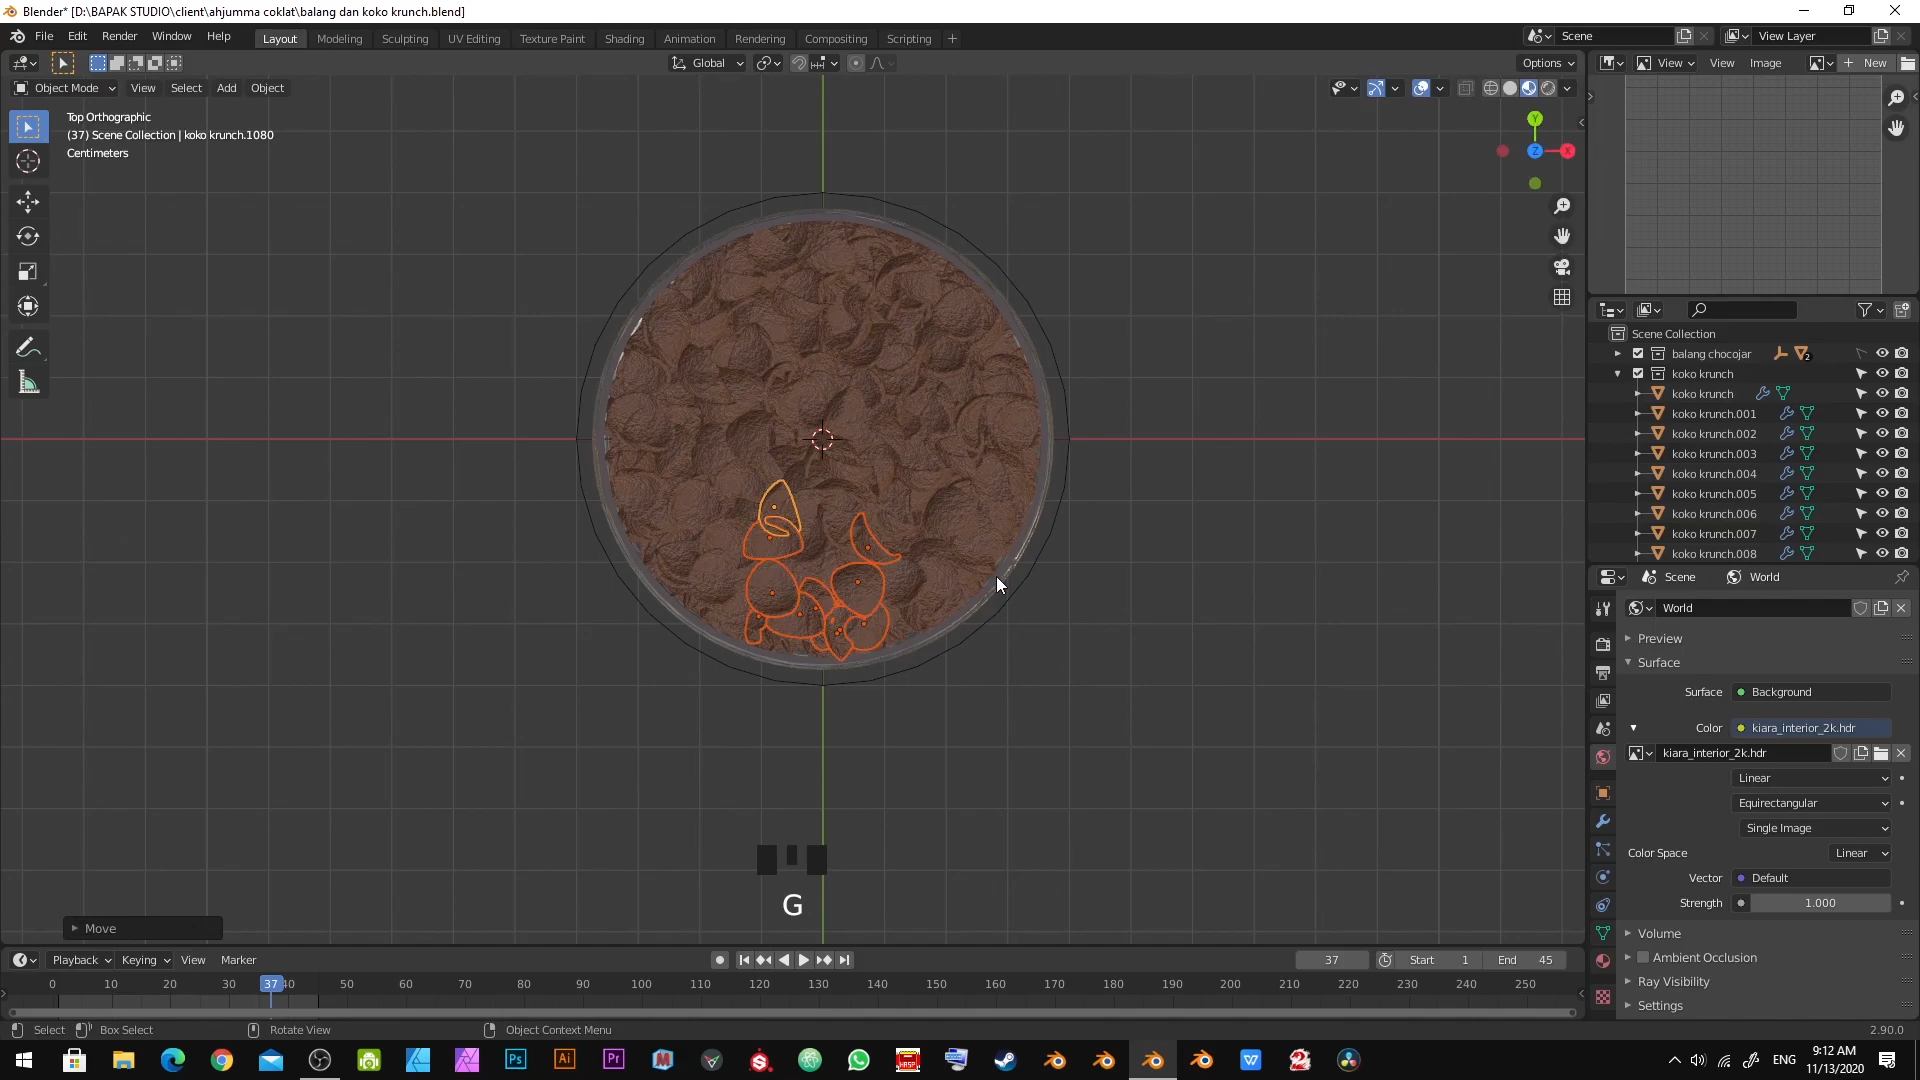 Blender* [D:\BAPAK STUDIO\client\ahjumma coklat\balang dan koko krunch.blend]
File Edit Render Window Help Layout Modeling Sculpting UV Editing Texture Paint Shading Animation Rendering Compositing Scripting + Scene View Layer
Global Options View View Image New
Object Mode View Select Add Object
Top Orthographic
(37) Scene Collection | koko krunch.1080
Centimeters
Y
Z X
Scene Collection
balang chocojar 2
koko krunch
koko krunch
koko krunch.001
koko krunch.002
koko krunch.003
koko krunch.004
koko krunch.005
koko krunch.006
koko krunch.007
koko krunch.008
Scene World
World
Preview
Surface
Surface Background
Color kiara_interior_2k.hdr
kiara_interior_2k.hdr
Linear
Equirectangular
Single Image
Color Space Linear
Vector Default
Strength 1.000
Volume
Ambient Occlusion
Ray Visibility
Settings
G
Move
Playback Keying View Marker 37 Start 1 End 45
0 10 20 30 37 40 50 60 70 80 90 100 110 120 130 140 150 160 170 180 190 200 210 220 230 240 250
Select Box Select Rotate View Object Context Menu 2.90.0
Ps Ai Pr ENG 9:12 AM
11/13/2020